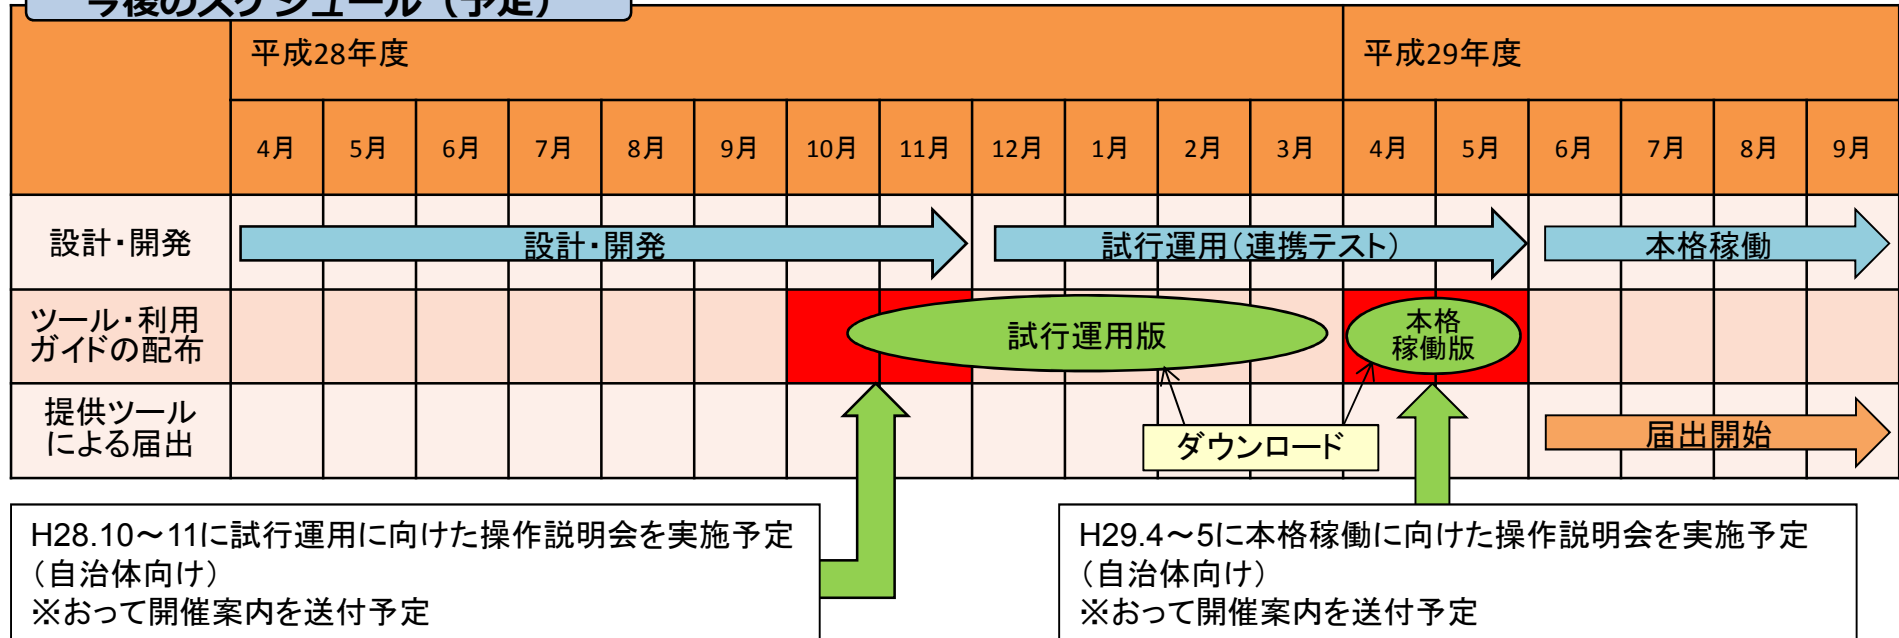 今後のスケジュール（予定）
平成28年度
平成29年度
4月 5月 6月 7月 8月 9月 10月 11月 12月 1月 2月 3月 4月 5月 6月 7月 8月 9月
設計・開発
設計・開発
試行運用（連携テスト）
本格稼働
ツール・利用
ガイドの配布
試行運用版
本格
稼働版
提供ツール
による届出
ダウンロード
届出開始
H28.10～11に試行運用に向けた操作説明会を実施予定
（自治体向け）
※おって開催案内を送付予定
H29.4～5に本格稼働に向けた操作説明会を実施予定
（自治体向け）
※おって開催案内を送付予定